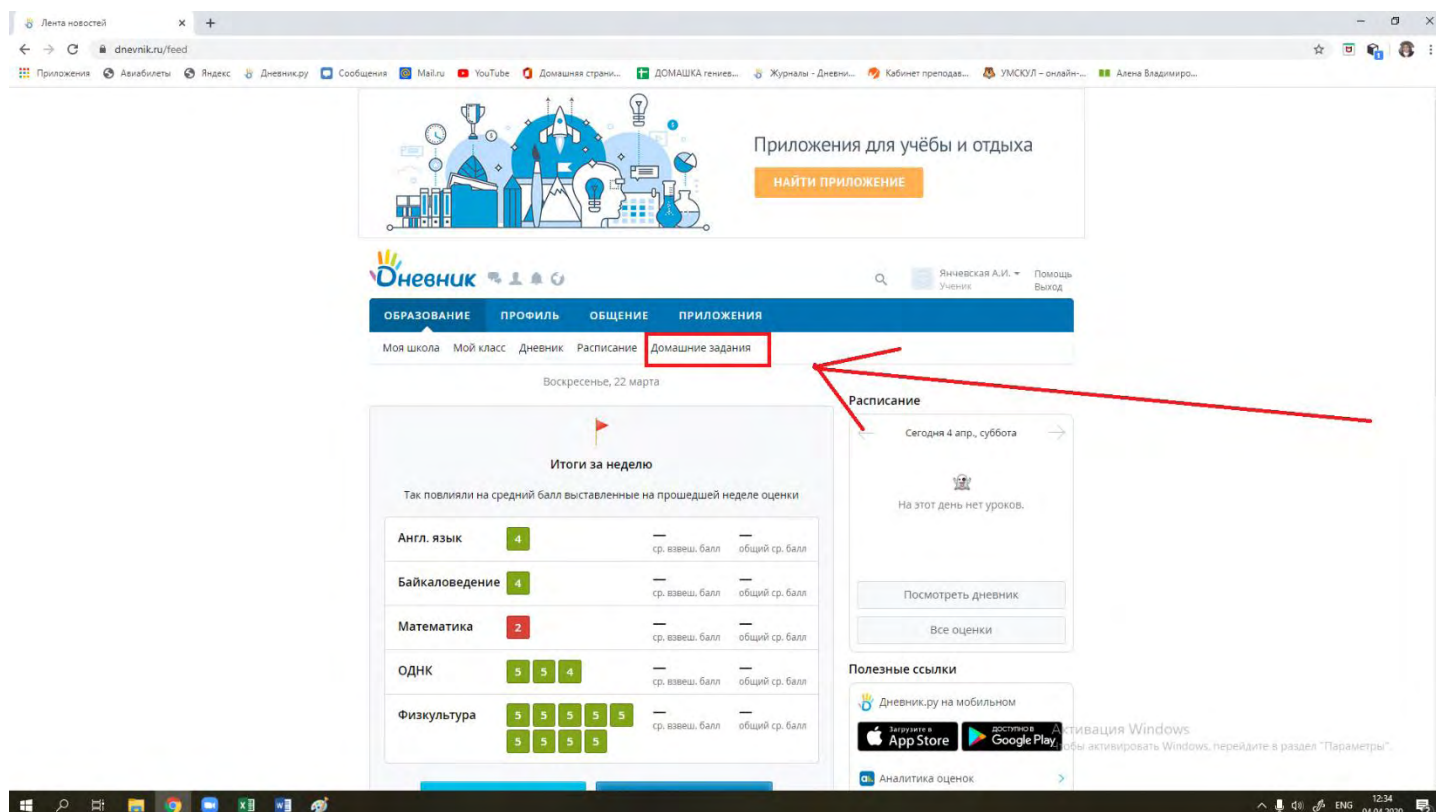 Лента новостей
dnevnik.ru/feed
Приложения Авиабилеты Яндекс Дневник.ру Сообщения Mail.ru YouTube Домашняя страни... ДОМАШКА гениев... Журналы - Дневни... Кабинет преподав... УМСКУЛ – онлайн-... Алена Владимиро...
Приложения для учёбы и отдыха
НАЙТИ ПРИЛОЖЕНИЕ
Дневник
Янчевская А.И.
Помощь
Ученик
Выход
ОБРАЗОВАНИЕ ПРОФИЛЬ ОБЩЕНИЕ ПРИЛОЖЕНИЯ
Моя школа Мой класс Дневник Расписание Домашние задания
Воскресенье, 22 марта
Итоги за неделю
Так повлияли на средний балл выставленные на прошедшей неделе оценки
Англ. язык 4 — —
ср. взвеш. балл общий ср. балл
Байкаловедение 4 — —
ср. взвеш. балл общий ср. балл
Математика 2 — —
ср. взвеш. балл общий ср. балл
ОДНК 5 5 4 — —
ср. взвеш. балл общий ср. балл
Физкультура 5 5 5 5 5 — —
ср. взвеш. балл общий ср. балл
5 5 5 5
Расписание
Сегодня 4 апр., суббота
На этот день нет уроков.
Посмотреть дневник
Все оценки
Полезные ссылки
Дневник.ру на мобильном
Загрузите в
App Store
ДОСТУПНО В
Google Play
Аналитика оценок
Активация Windows
Чтобы активировать Windows, перейдите в раздел "Параметры".
ENG
12:34
04.04.2020